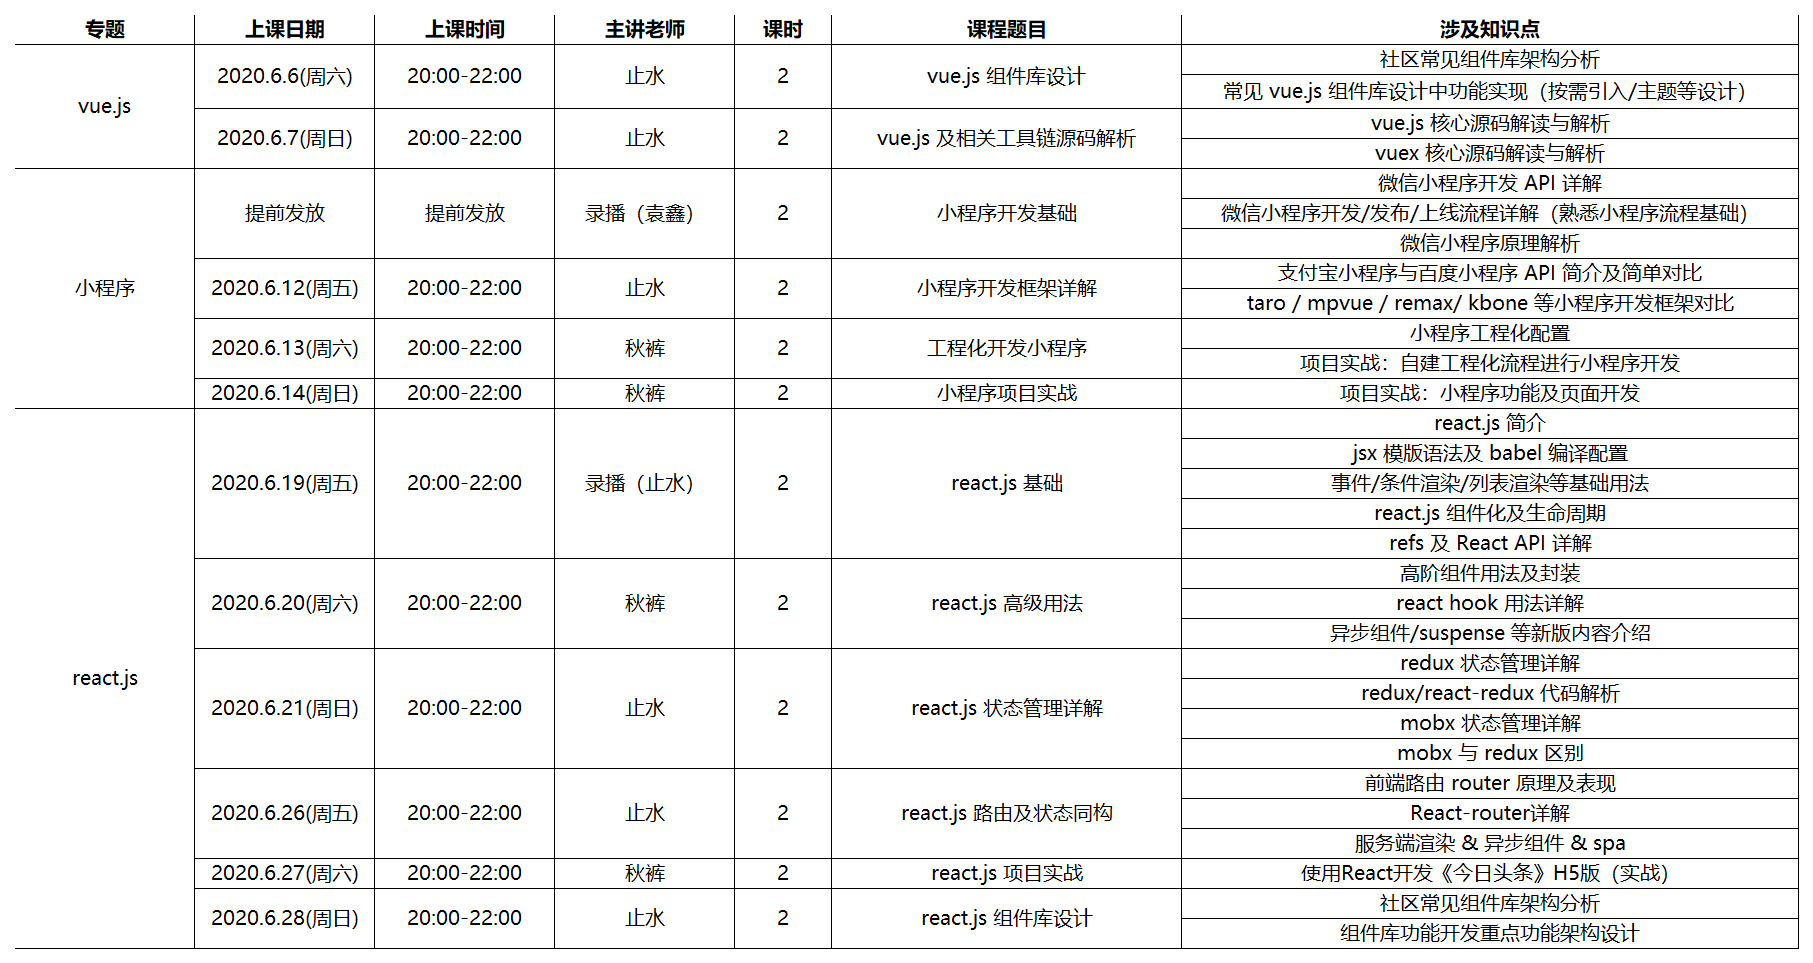 专题 上课日期 上课时间 主讲老师 课时 课程题目 涉及知识点
vue.js
2020.6.6(周六) 20:00-22:00 止水 2 vue.js 组件库设计
社区常见组件库架构分析
常见 vue.js 组件库设计中功能实现（按需引入/主题等设计）
2020.6.7(周日) 20:00-22:00 止水 2 vue.js 及相关工具链源码解析
vue.js 核心源码解读与解析
vuex 核心源码解读与解析
小程序
提前发放 提前发放 录播（袁鑫） 2 小程序开发基础
微信小程序开发 API 详解
微信小程序开发/发布/上线流程详解（熟悉小程序流程基础）
微信小程序原理解析
2020.6.12(周五) 20:00-22:00 止水 2 小程序开发框架详解
支付宝小程序与百度小程序 API 简介及简单对比
taro / mpvue / remax/ kbone 等小程序开发框架对比
2020.6.13(周六) 20:00-22:00 秋裤 2 工程化开发小程序
小程序工程化配置
项目实战：自建工程化流程进行小程序开发
2020.6.14(周日) 20:00-22:00 秋裤 2 小程序项目实战 项目实战：小程序功能及页面开发
react.js
2020.6.19(周五) 20:00-22:00 录播（止水） 2 react.js 基础
react.js 简介
jsx 模版语法及 babel 编译配置
事件/条件渲染/列表渲染等基础用法
react.js 组件化及生命周期
refs 及 React API 详解
2020.6.20(周六) 20:00-22:00 秋裤 2 react.js 高级用法
高阶组件用法及封装
react hook 用法详解
异步组件/suspense 等新版内容介绍
2020.6.21(周日) 20:00-22:00 止水 2 react.js 状态管理详解
redux 状态管理详解
redux/react-redux 代码解析
mobx 状态管理详解
mobx 与 redux 区别
2020.6.26(周五) 20:00-22:00 止水 2 react.js 路由及状态同构
前端路由 router 原理及表现
React-router详解
服务端渲染 & 异步组件 & spa
2020.6.27(周六) 20:00-22:00 秋裤 2 react.js 项目实战 使用React开发《今日头条》H5版（实战）
2020.6.28(周日) 20:00-22:00 止水 2 react.js 组件库设计
社区常见组件库架构分析
组件库功能开发重点功能架构设计